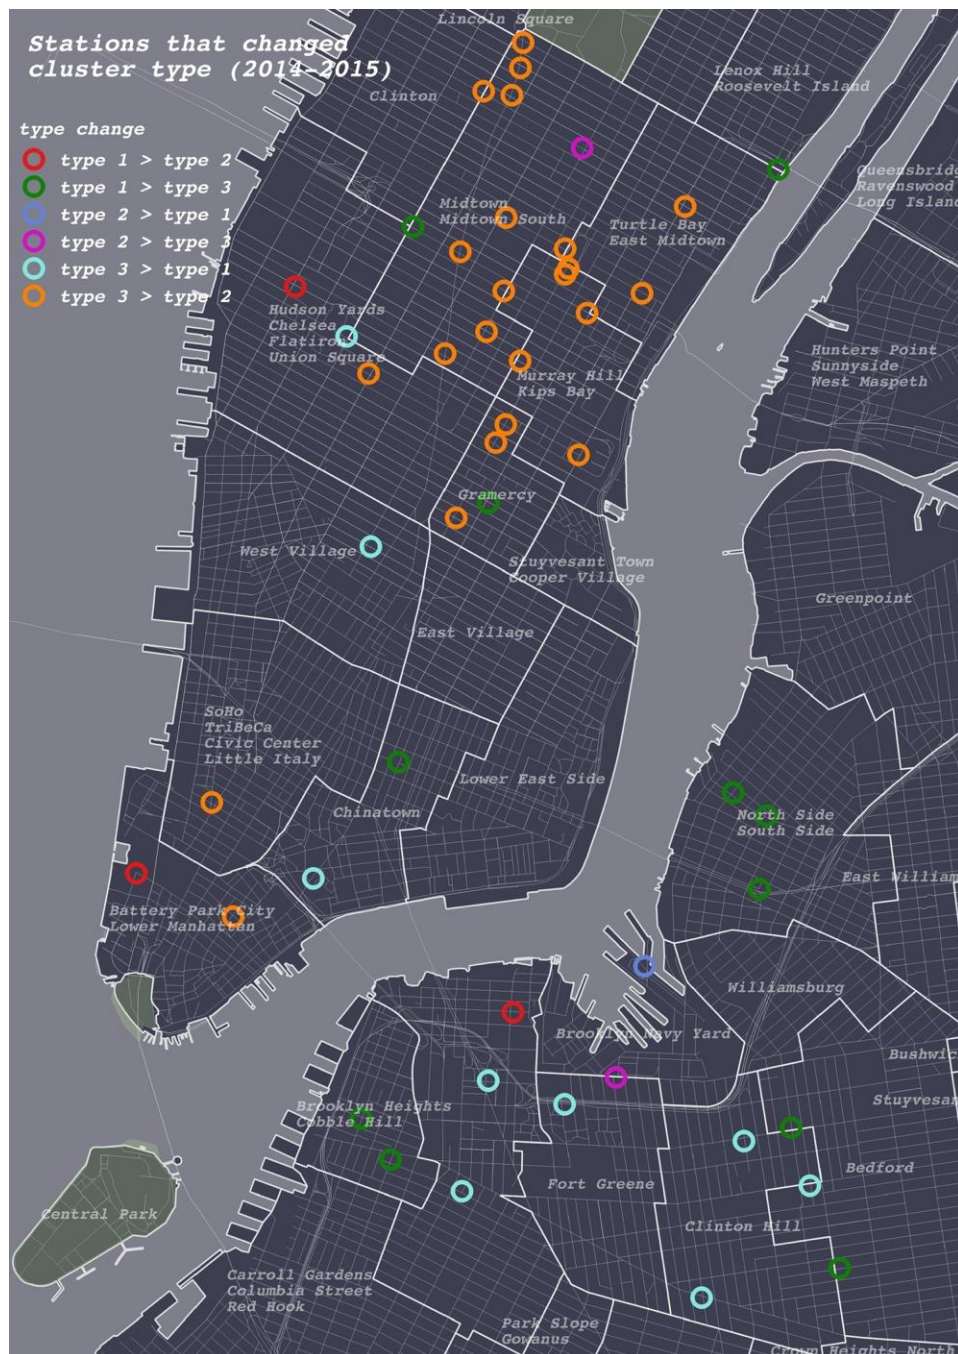 Lincoln Square
Stations that changed
cluster type (2014-2015)
Clinton
Lenox Hill
Roosevelt Island
type change
type 1 > type 2
type 1 > type 3
type 2 > type 1
type 2 > type 3
type 3 > type 1
type 3 > type 2
Queensbridg
Ravenswood
Long Island
Midtown
Midtown South
Turtle Bay
East Midtown
Hudson Yards
Chelsea
Flatiron
Union Square
Hunters Point
Sunnyside
West Maspeth
Murray Hill
Kips Bay
Gramercy
West Village
Stuyvesant Town
Cooper Village
Greenpoint
East Village
SoHo
TriBeCa
Civic Center
Little Italy
Lower East Side
Chinatown
North Side
South Side
East William
Battery Park City
Lower Manhattan
Williamsburg
Brooklyn Navy Yard
Bushwic
Stuyvesan
Brooklyn Heights
Cobble Hill
Bedford
Fort Greene
Central Park
Clinton Hill
Carroll Gardens
Columbia Street
Red Hook
Park Slope
Gowanus
Crown Heights North